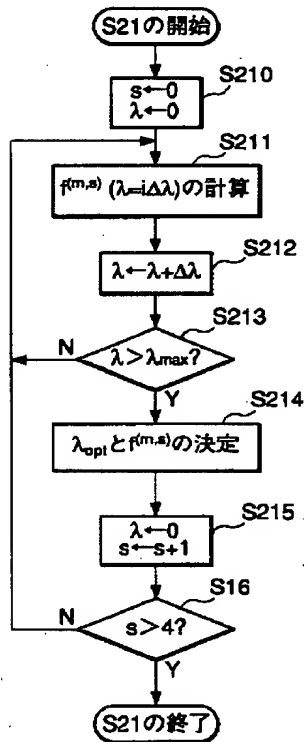 S21の開始
S210
s←0
λ←0
S211
f(m,s) (λ=iΔλ)の計算
S212
λ←λ+Δλ
S213
N
λ>λmax?
Y
S214
λoptとf(m,s)の決定
S215
λ←0
s←s+1
S16
N
s>4?
Y
S21の終了